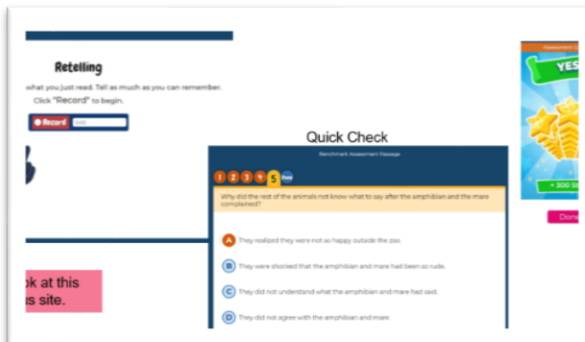 Retelling
what you just read. Tell as much as you can remember.
Click "Record" to begin.
Record
Quick Check
Benchmark Assessment Passage
1 2 3 4 5
Why did the rest of the animals not know what to say after the amphibian and the mare
complained?
A They realized they were not so happy outside the zoo.
B They were shocked that the amphibian and mare had been so rude.
C They did not understand what the amphibian and mare had said.
D They did not agree with the amphibian and mare
YES
+ 300 S
Done
ok at this
us site.